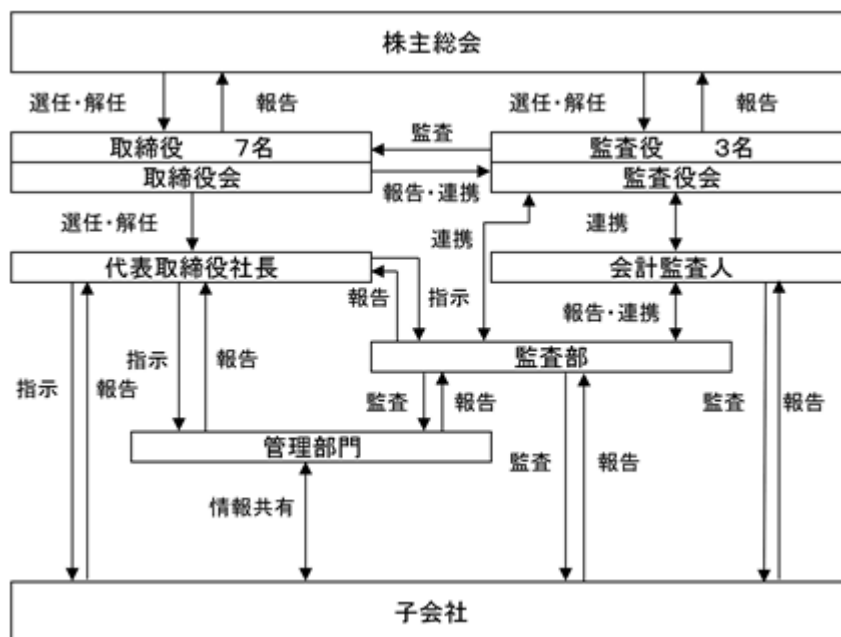 株主総会
選任・解任
報告
選任・解任
報告
取締役　7名
監査
監査役　3名
取締役会
報告・連携
監査役会
選任・解任
連携
連携
代表取締役社長
会計監査人
報告
指示
報告・連携
監査部
指示
報告
指示
報告
監査
報告
監査
報告
管理部門
監査
報告
情報共有
子会社